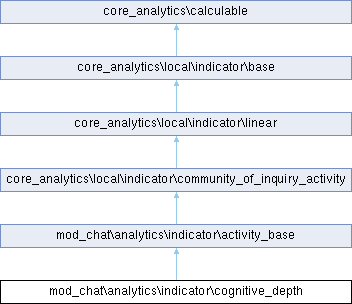 core_analytics\calculable
core_analytics\local\indicator\base
core_analytics\local\indicator\linear
core_analytics\local\indicator\community_of_inquiry_activity
mod_chat\analytics\indicator\activity_base
mod_chat\analytics\indicator\cognitive_depth